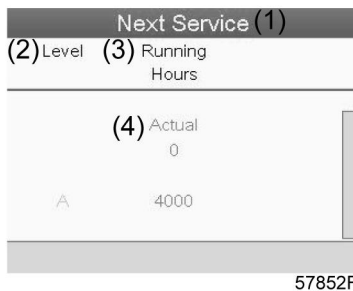 Next Service (1)
(2) Level (3) Running
Hours
(4) Actual
0
A 4000
57852F